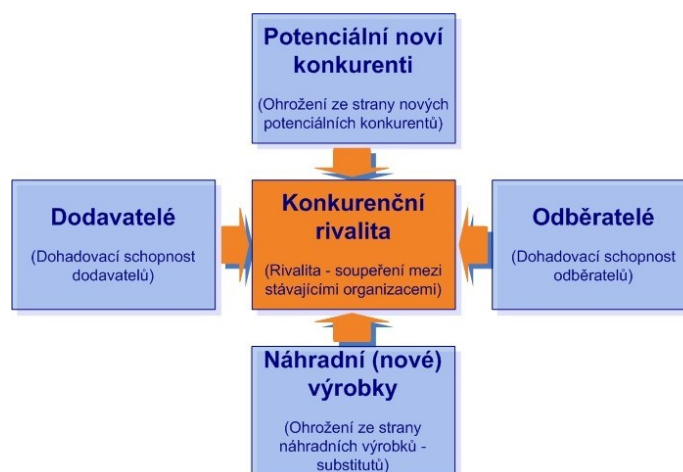 Potenciální noví
konkurenti
(Ohrožení ze strany nových
potenciálních konkurentů)
Dodavatelé
(Dohadovací schopnost
dodavatelů)
Konkurenční
rivalita
(Rivalita - soupeření mezi
stávajícími organizacemi)
Odběratelé
(Dohadovací schopnost
odběratelů)
Náhradní (nové)
výrobky
(Ohrožení ze strany
náhradních výrobků -
substitutů)